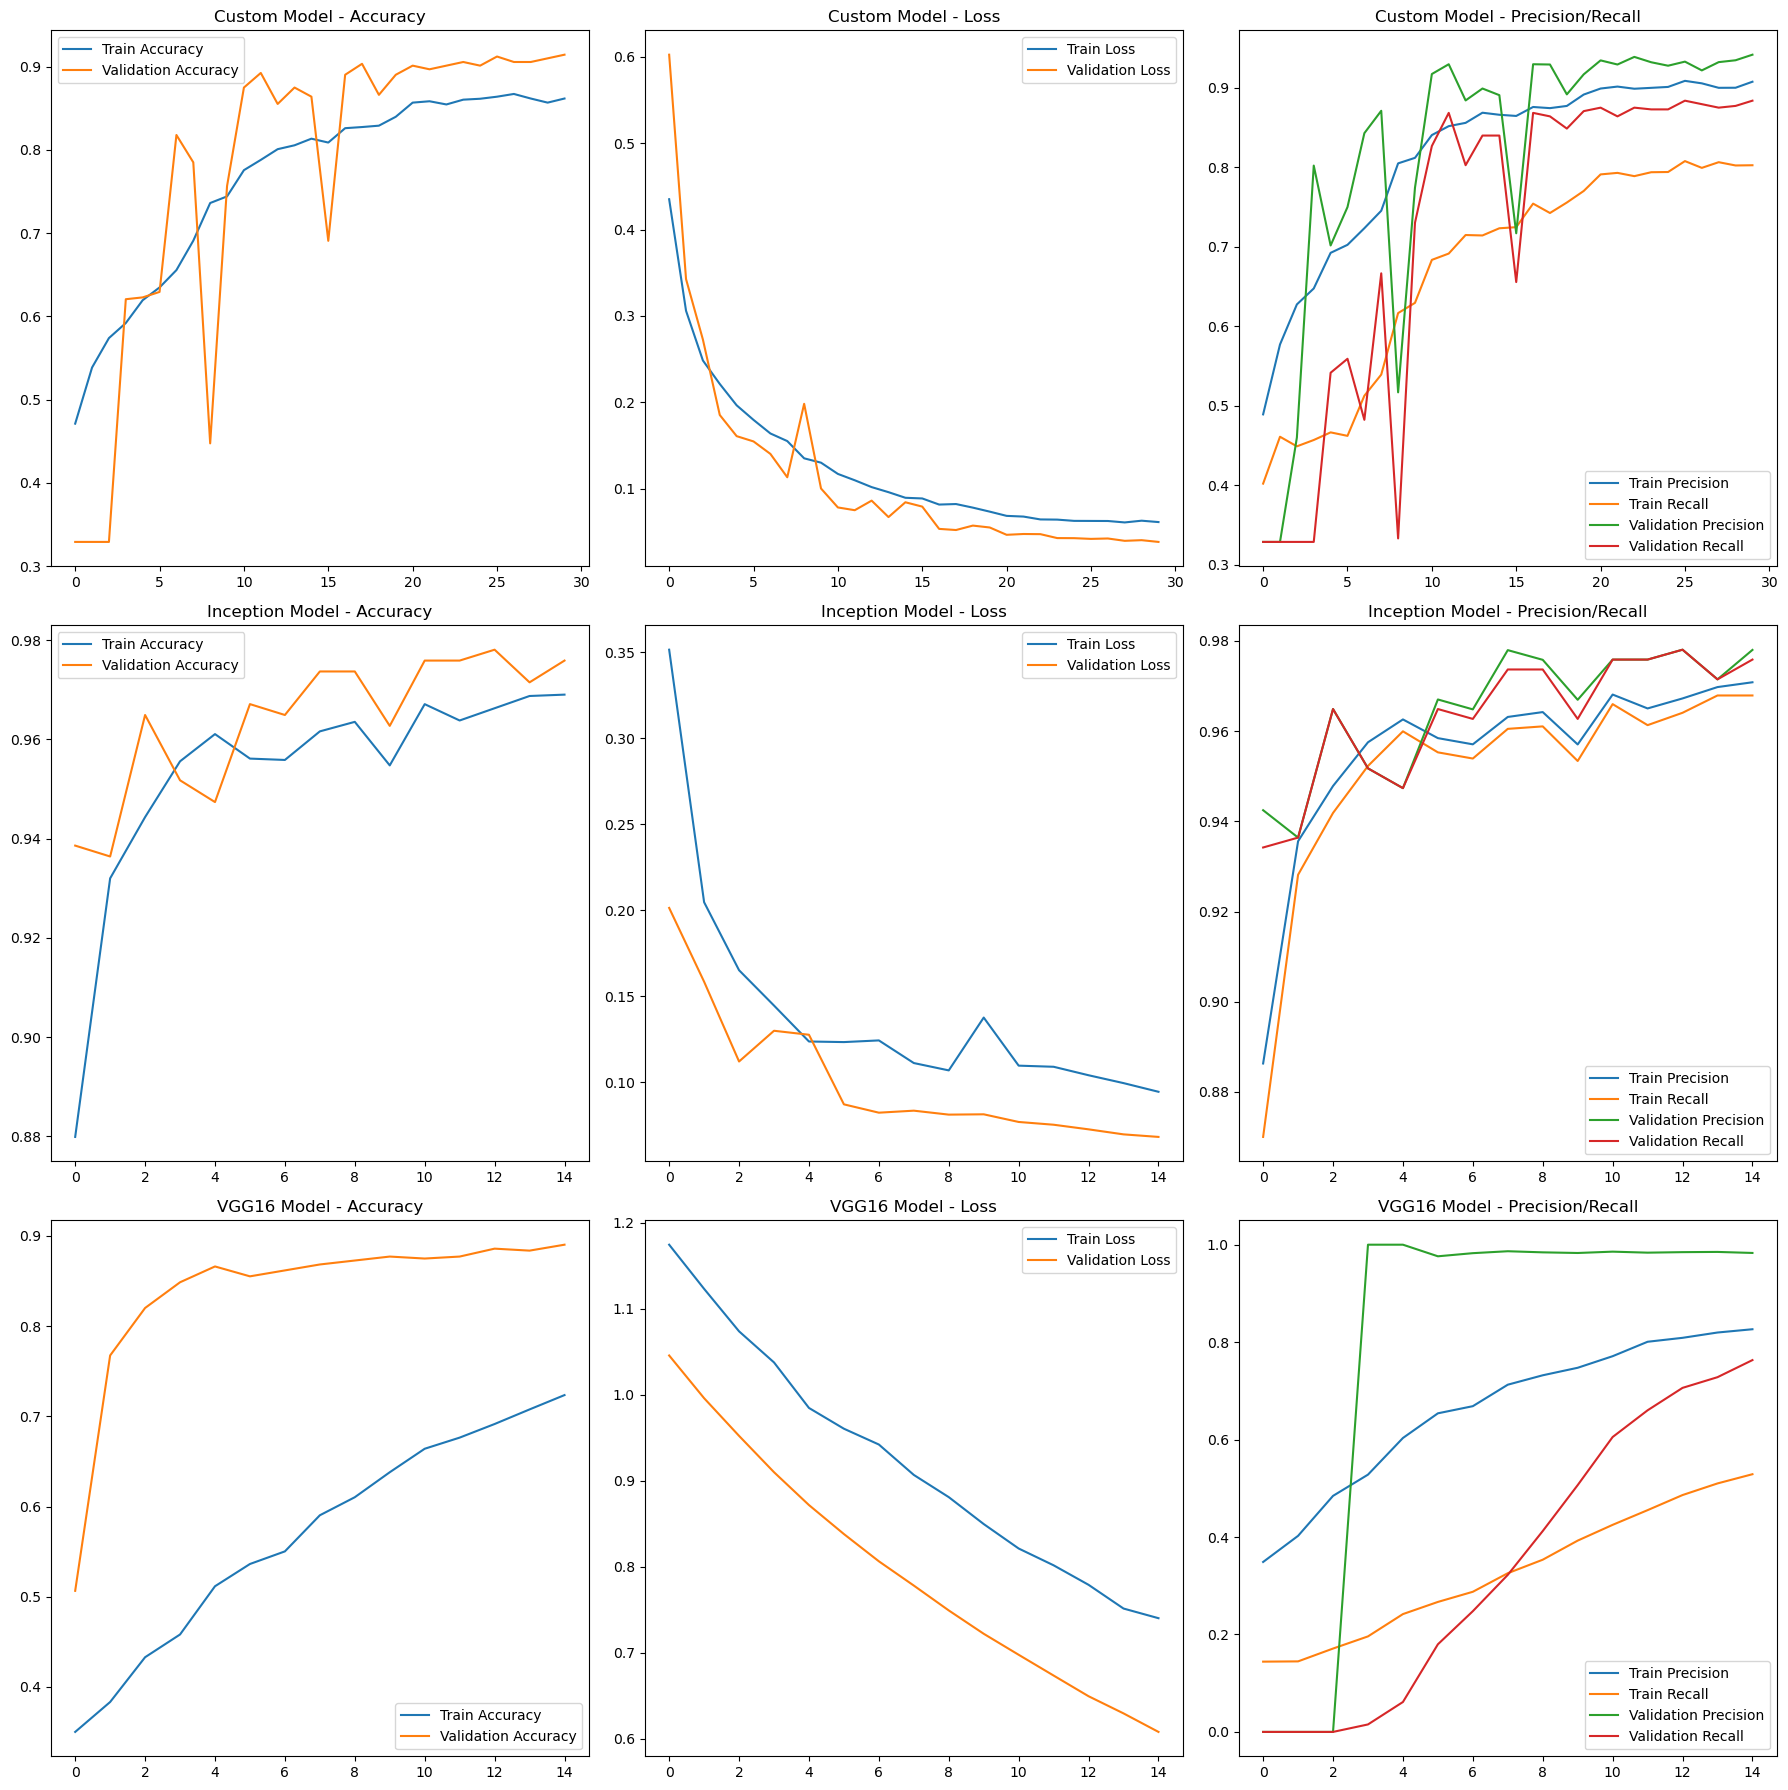 Custom Model - Accuracy
Train Accuracy
Validation Accuracy
0.9
0.8
0.7
0.6
0.5
0.4
0.3
0 5 10 15 20 25 30
Custom Model - Loss
Train Loss
Validation Loss
0.6
0.5
0.4
0.3
0.2
0.1
0 5 10 15 20 25 30
Custom Model - Precision/Recall
0.9
0.8
0.7
0.6
0.5
0.4
0.3
Train Precision
Train Recall
Validation Precision
Validation Recall
0 5 10 15 20 25 30
Inception Model - Accuracy
Train Accuracy
Validation Accuracy
0.98
0.96
0.94
0.92
0.90
0.88
0 2 4 6 8 10 12 14
Inception Model - Loss
Train Loss
Validation Loss
0.35
0.30
0.25
0.20
0.15
0.10
0 2 4 6 8 10 12 14
Inception Model - Precision/Recall
0.98
0.96
0.94
0.92
0.90
0.88
Train Precision
Train Recall
Validation Precision
Validation Recall
0 2 4 6 8 10 12 14
VGG16 Model - Accuracy
0.9
0.8
0.7
0.6
0.5
0.4
Train Accuracy
Validation Accuracy
0 2 4 6 8 10 12 14
VGG16 Model - Loss
Train Loss
Validation Loss
1.2
1.1
1.0
0.9
0.8
0.7
0.6
0 2 4 6 8 10 12 14
VGG16 Model - Precision/Recall
1.0
0.8
0.6
0.4
0.2
0.0
Train Precision
Train Recall
Validation Precision
Validation Recall
0 2 4 6 8 10 12 14